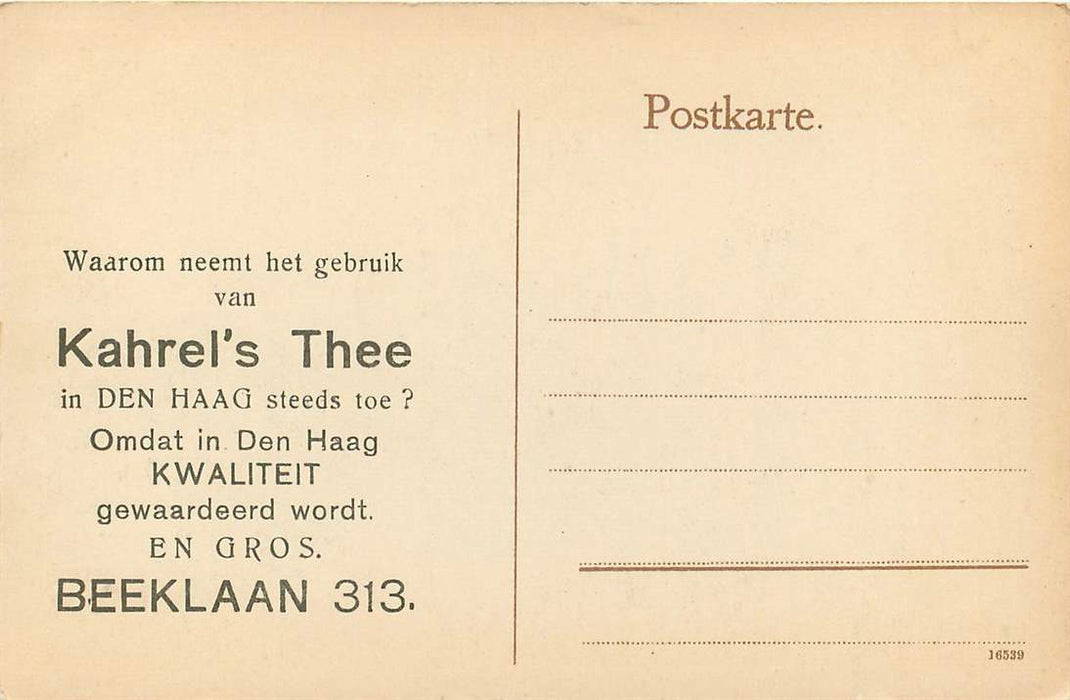 Waarom neemt het gebruik
van
Kahrel's Thee
in DEN HAAG steeds toe?
Omdat in Den Haag
KWALITEIT
gewaardeerd wordt.
EN GROS.
BEEKLAAN 313.
Postkarte.
16539